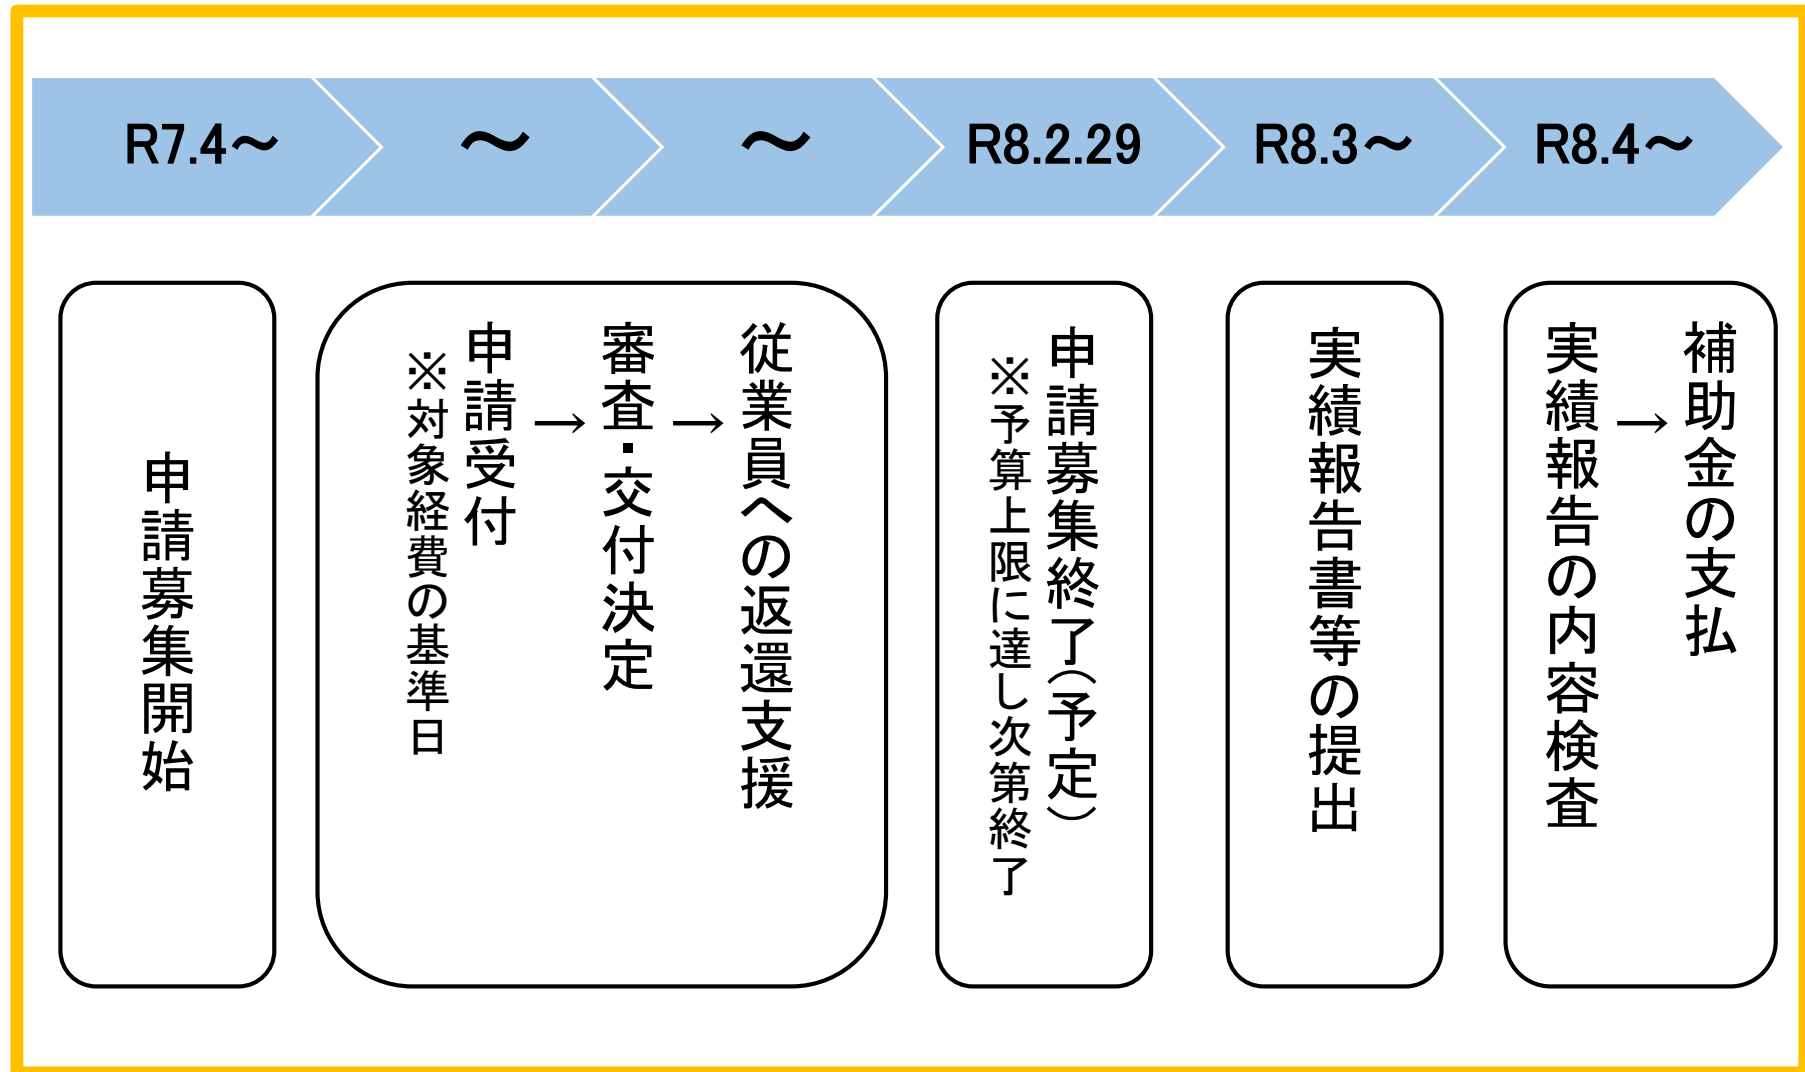 R7.4～
～
～
R8.2.29
R8.3～
R8.4～
申請募集開始
申請受付
※対象経費の基準日
→
審査・交付決定
→
従業員への返還支援
申請募集終了(予定)
※予算上限に達し次第終了
実績報告書等の提出
実績報告の内容検査
→
補助金の支払